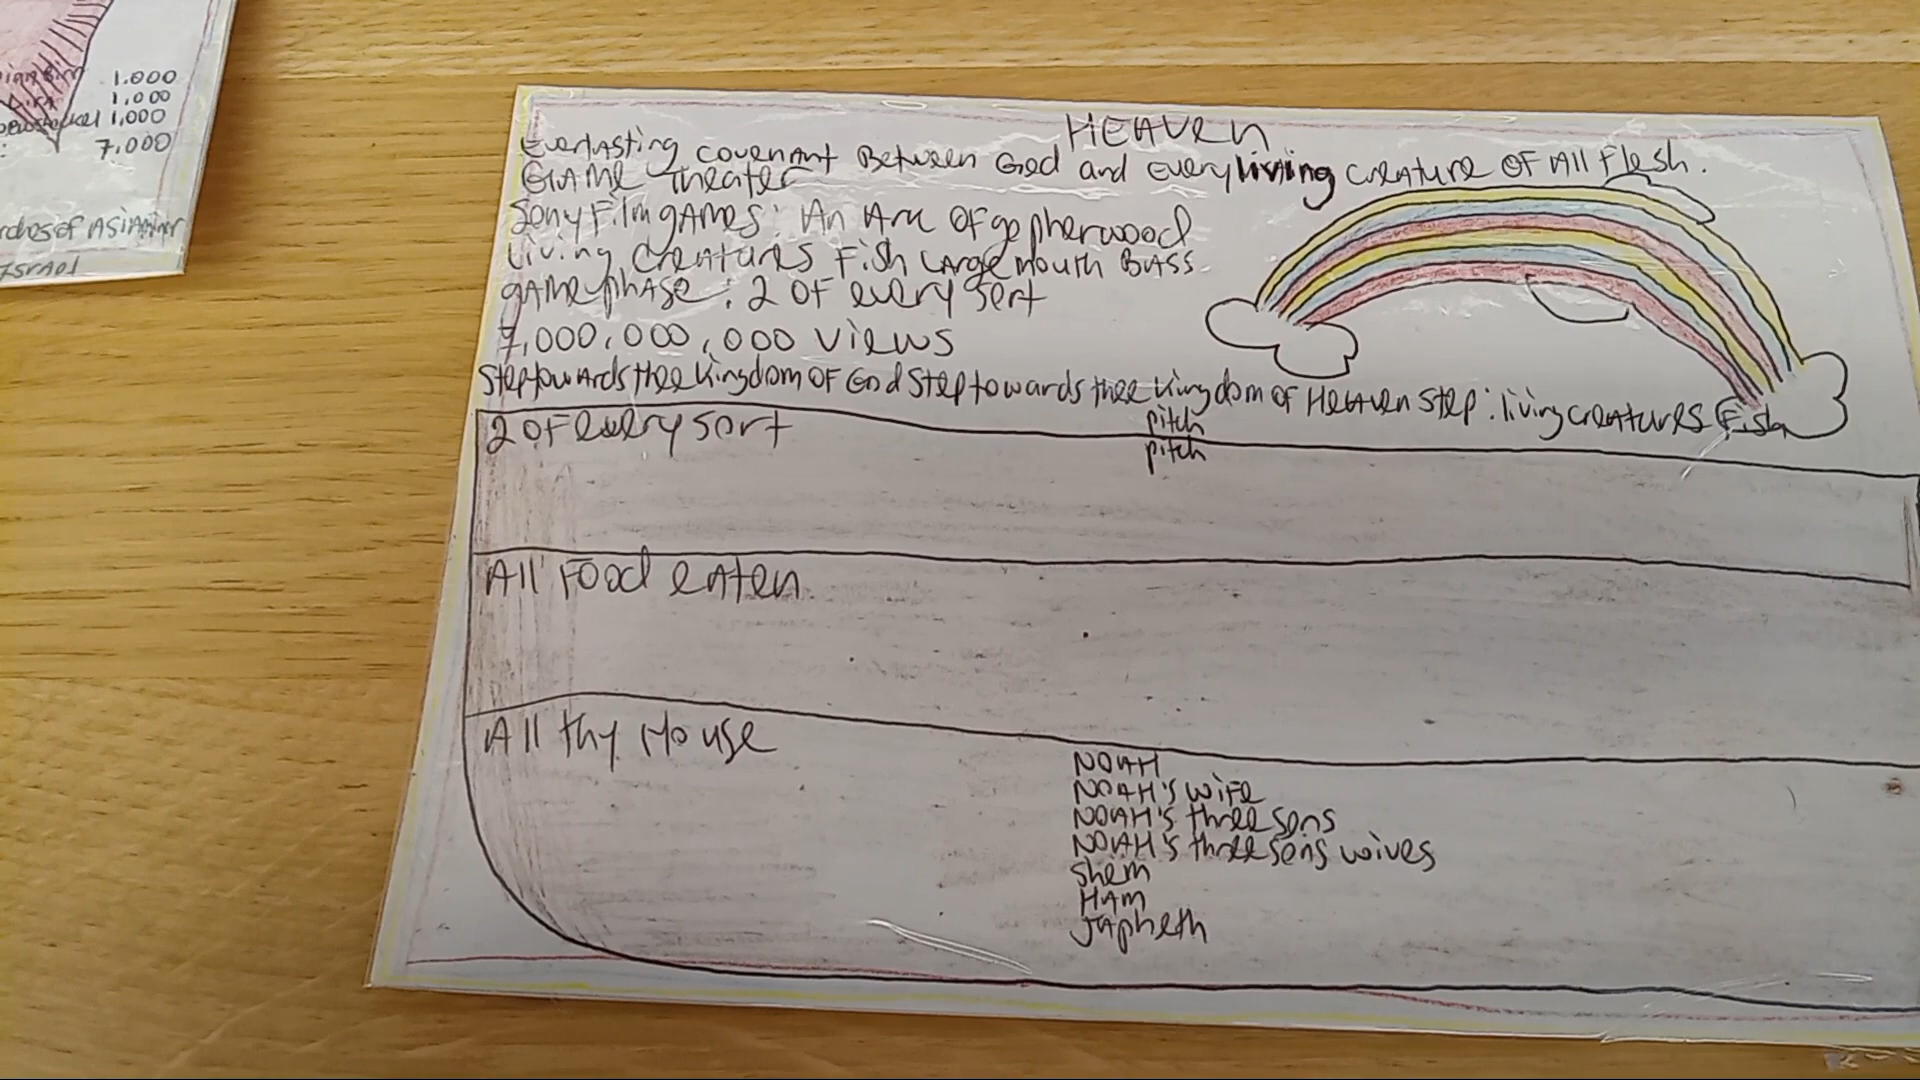 1.000
1,000
1,000
7.000
ISrAel
HEAVEN
Everlasting covenant Between God and every living creature OF All Flesh.
GAMe Theater
Sony Film gAmes: An Ark OF gopherwood
Living Creatures Fish Largemouth BASS
gAMe phase: 2 OF every sort
7,000,000,000 views
Step towards thee Kingdom OF God Step towards thee Kingdom of Heaven Step: living creatures Fish
2 OF every sort
pitch
pitch
All Food eaten
All thy House
NOAH
NOAH'S wife
NOAH'S three sons
NOAH'S three sons wives
Shem
HAm
JApheth